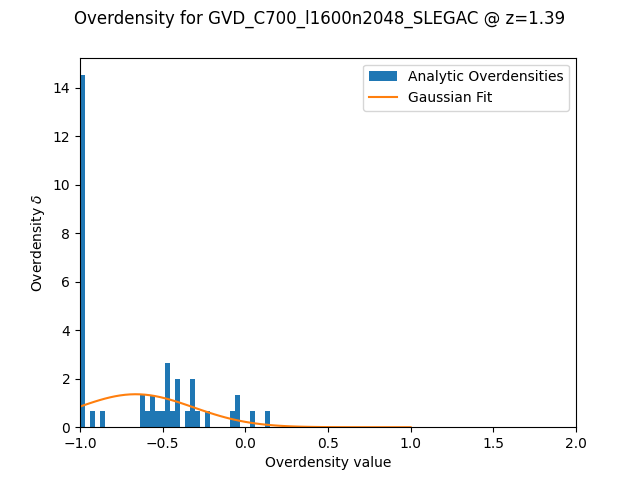 Overdensity for GVD_C700_l1600n2048_SLEGAC @ z=1.39
Analytic Overdensities
Gaussian Fit
Overdensity δ
14
12
10
8
6
4
2
0
−1.0 −0.5 0.0 0.5 1.0 1.5 2.0
Overdensity value